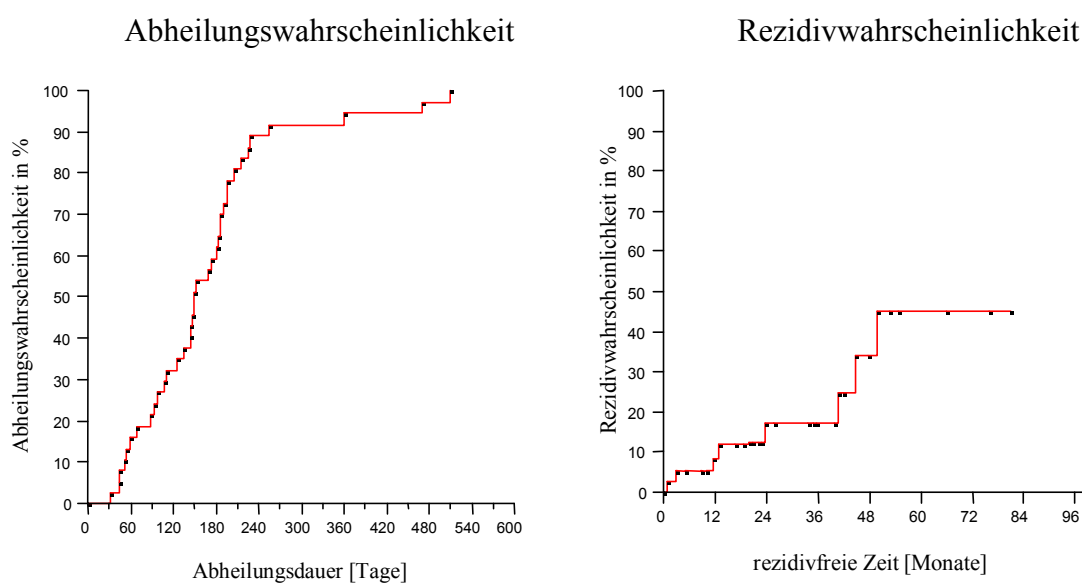 Abheilungswahrscheinlichkeit
Abheilungswahrscheinlichkeit in %
100
90
80
70
60
50
40
30
20
10
0
0 60 120 180 240 300 360 420 480 540 600
Abheilungsdauer [Tage]
Rezidivwahrscheinlichkeit
Rezidivwahrscheinlichkeit in %
100
90
80
70
60
50
40
30
20
10
0
0 12 24 36 48 60 72 84 96
rezidivfreie Zeit [Monate]